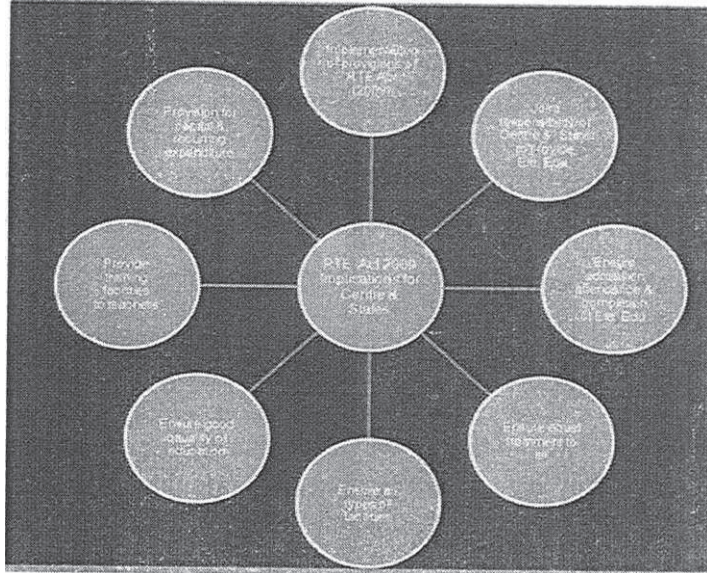 Implementation
of provisions of
RTE Act
(2009)
Joint
responsibility of
Centre & States
to Provide
Ele. Edu.
Ensure
admission,
attendance &
completion
of Ele. Edu.
Ensure equal
treatment to
all
Ensure all
types of
facilities
Ensure good
quality of
education
Provide
training
facilities
to teachers
Provision for
capital &
recurring
expenditure
RTE Act 2009
Implications for
Centre &
States